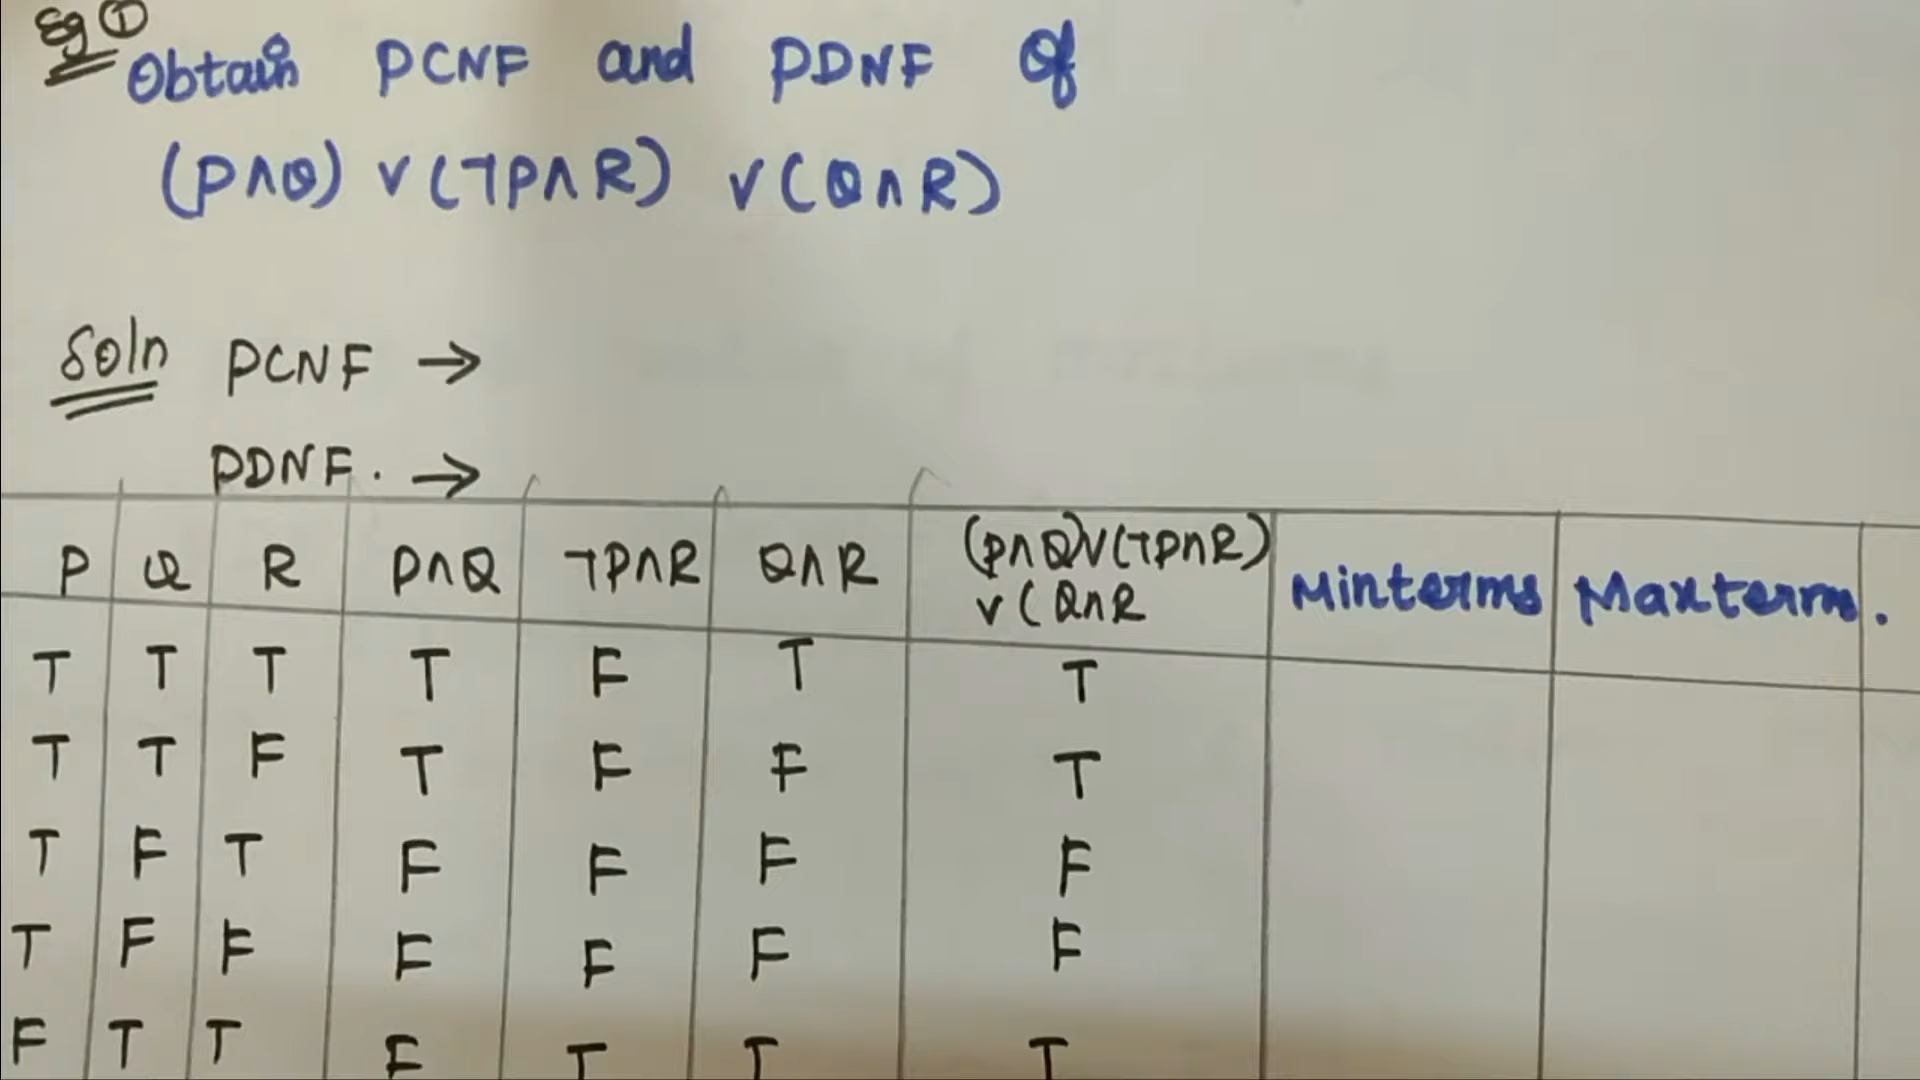 Eg ①
Obtain PCNF and PDNF of
(P∧Q) ∨ (¬P∧R) ∨ (Q∧R)
Soln PCNF →
PDNF. →
P Q R P∧Q ¬P∧R Q∧R (P∧Q)∨(¬P∧R) ∨(Q∧R Minterms Maxterm.
T T T T F T T
T T F T F F T
T F T F F F F
T F F F F F F
F T T F T T T